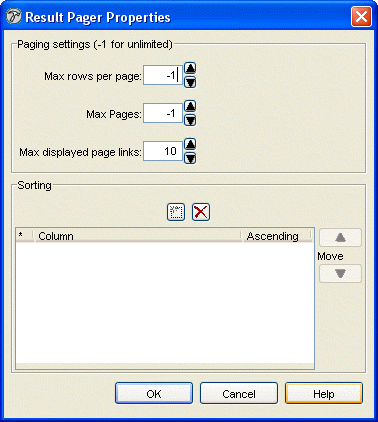 Result Pager Properties
Paging settings (-1 for unlimited)
Max rows per page: -1
Max Pages: -1
Max displayed page links: 10
Sorting
* Column Ascending
Move
OK Cancel Help